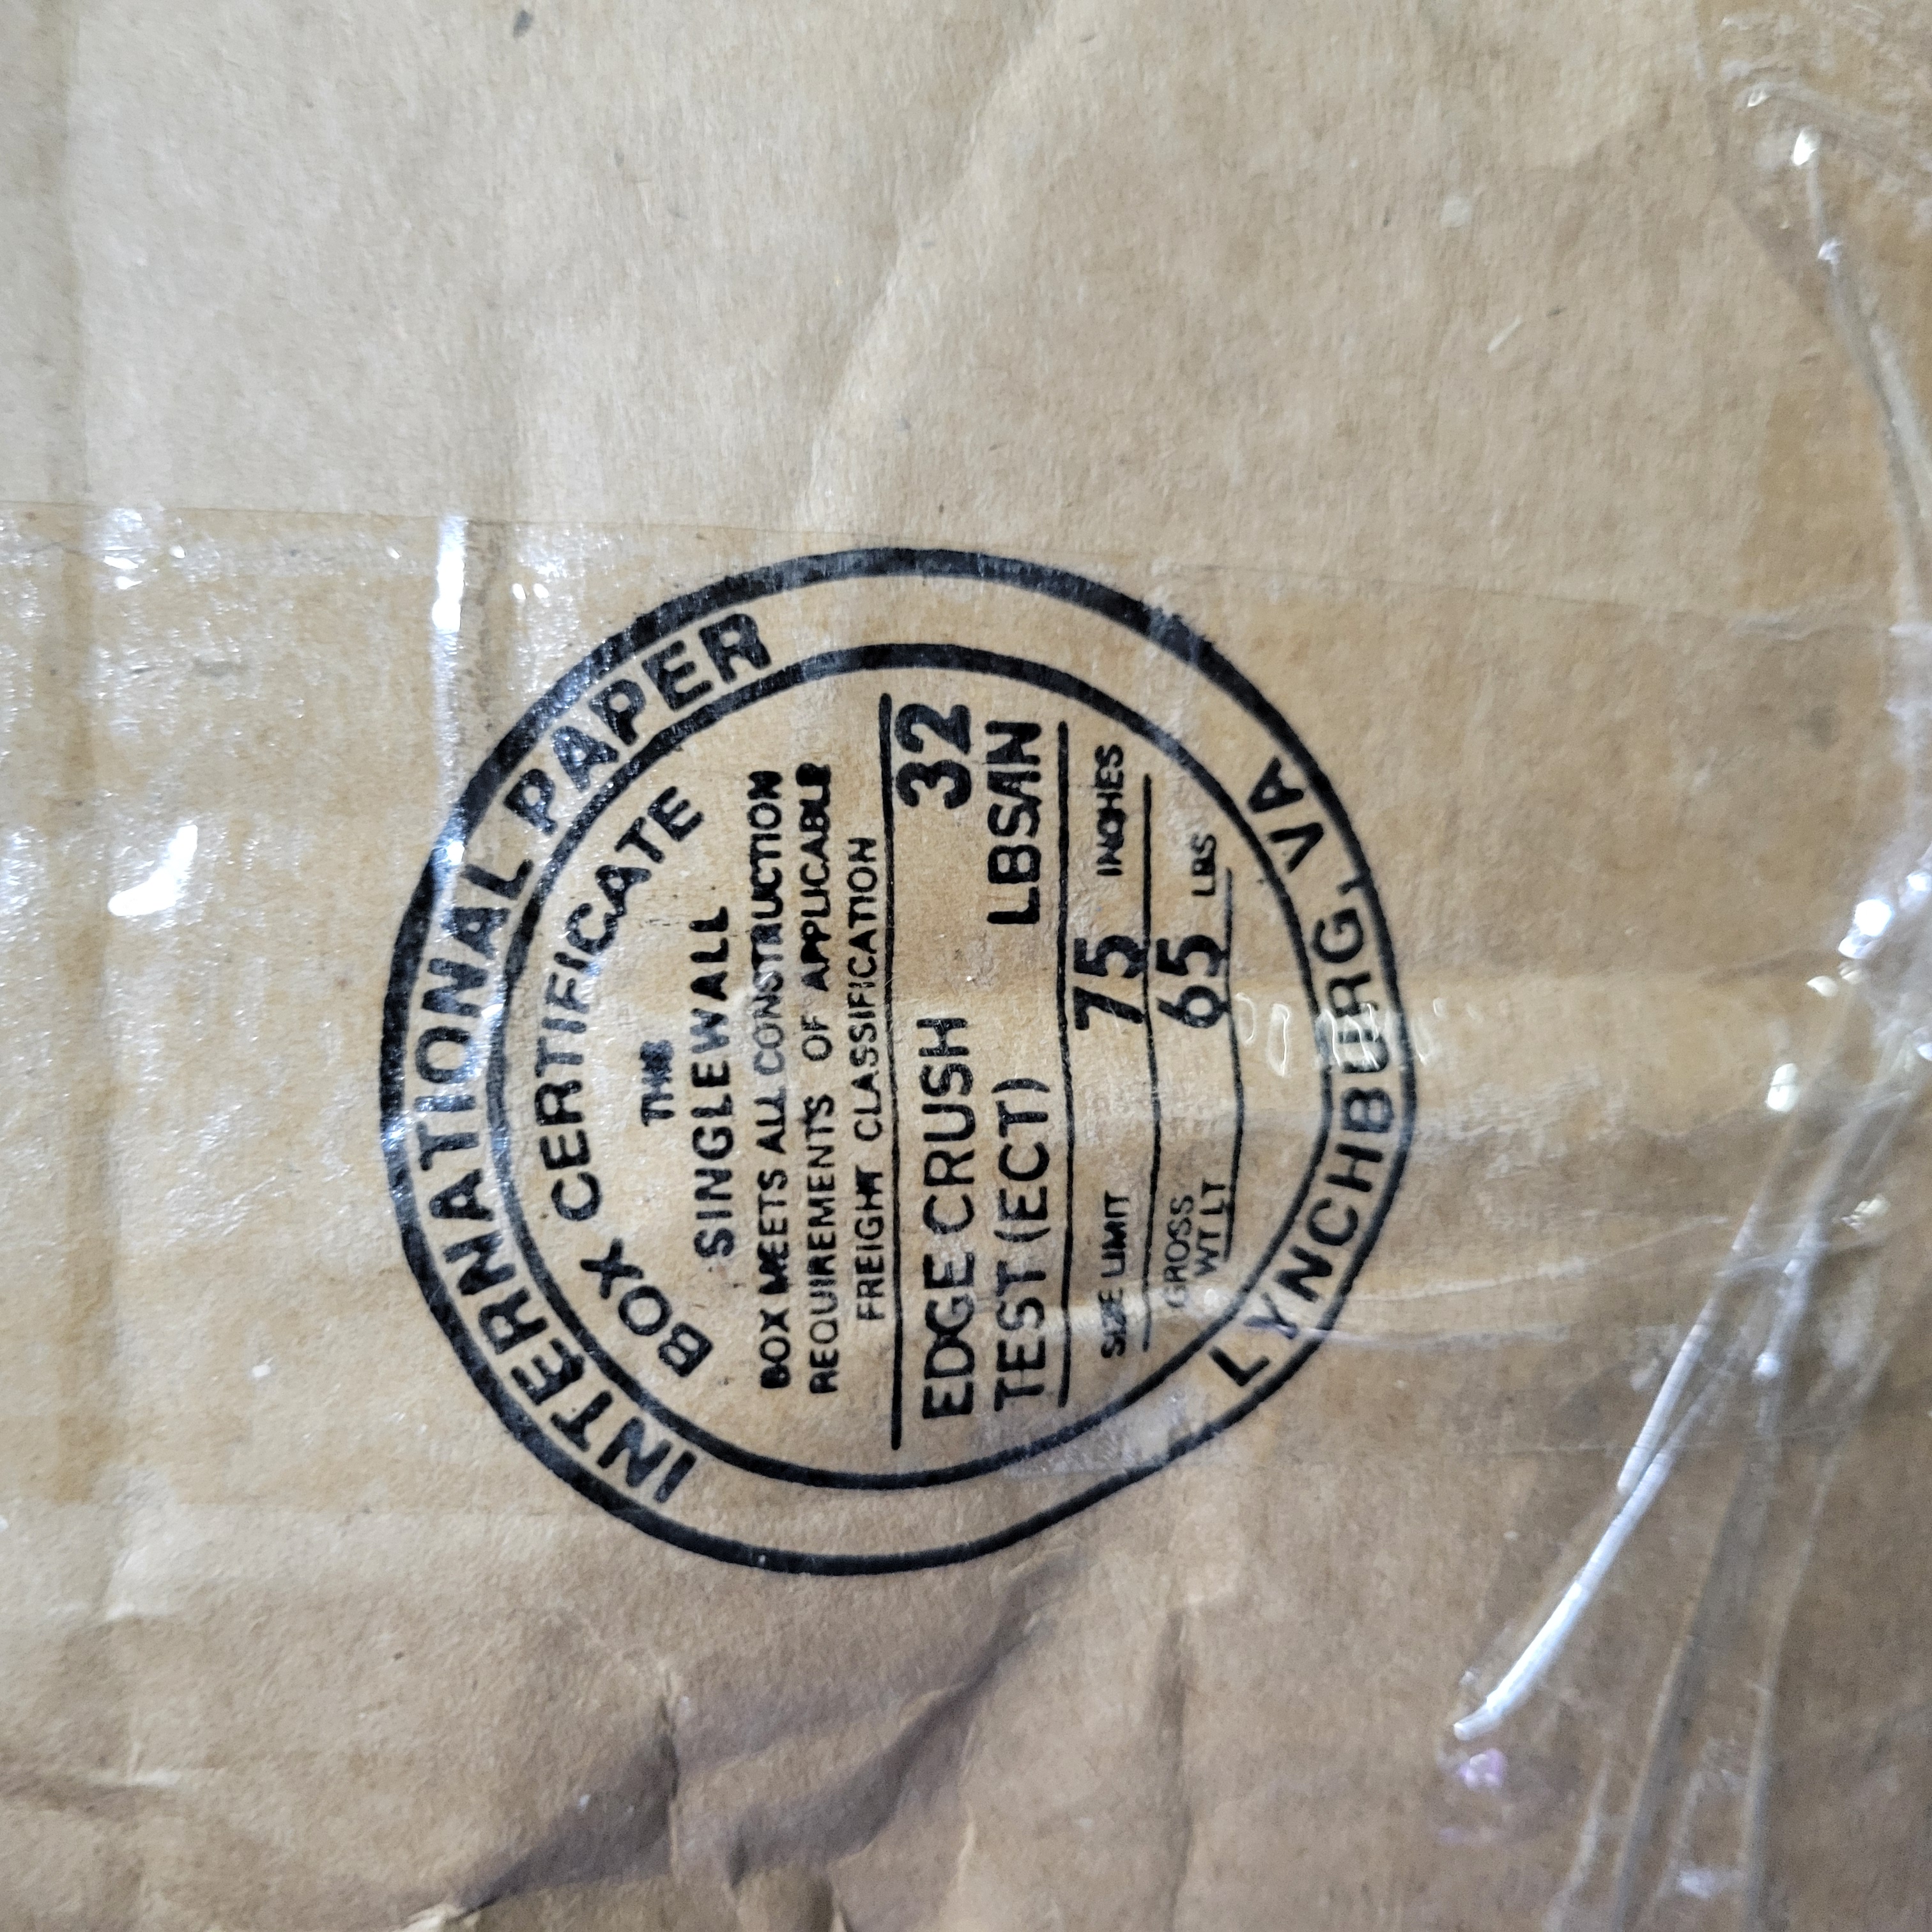 INTERNATIONAL PAPER
BOX CERTIFICATE
THIS
SINGLEWALL
BOX MEETS ALL CONSTRUCTION
REQUIREMENTS OF APPLICABLE
FREIGHT CLASSIFICATION
EDGE CRUSH 32
TEST (ECT) LBS/IN
SIZE LIMIT 75 INCHES
GROSS
WT LT 65 LBS
LYNCHBURG, VA